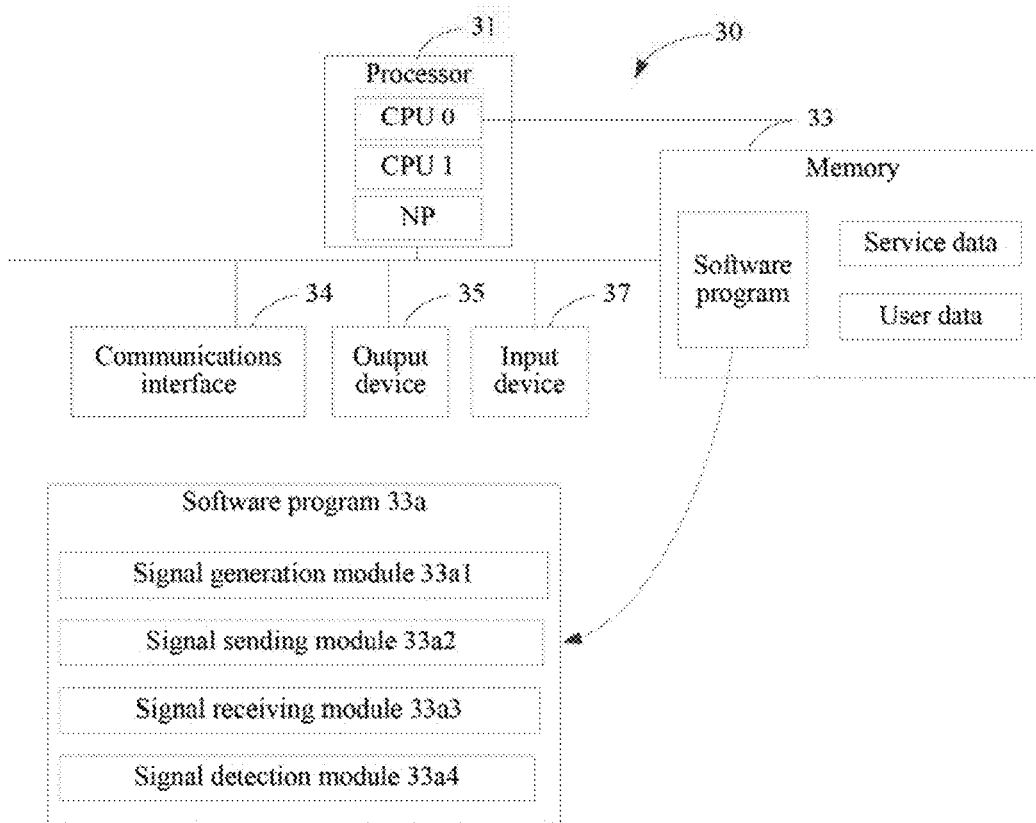 31
30
Processor
CPU 0
33
CPU 1
Memory
NP
Service data
Software
program
User data
34
35
37
Communications
interface
Output
device
Input
device
Software program 33a
Signal generation module 33a1
Signal sending module 33a2
Signal receiving module 33a3
Signal detection module 33a4